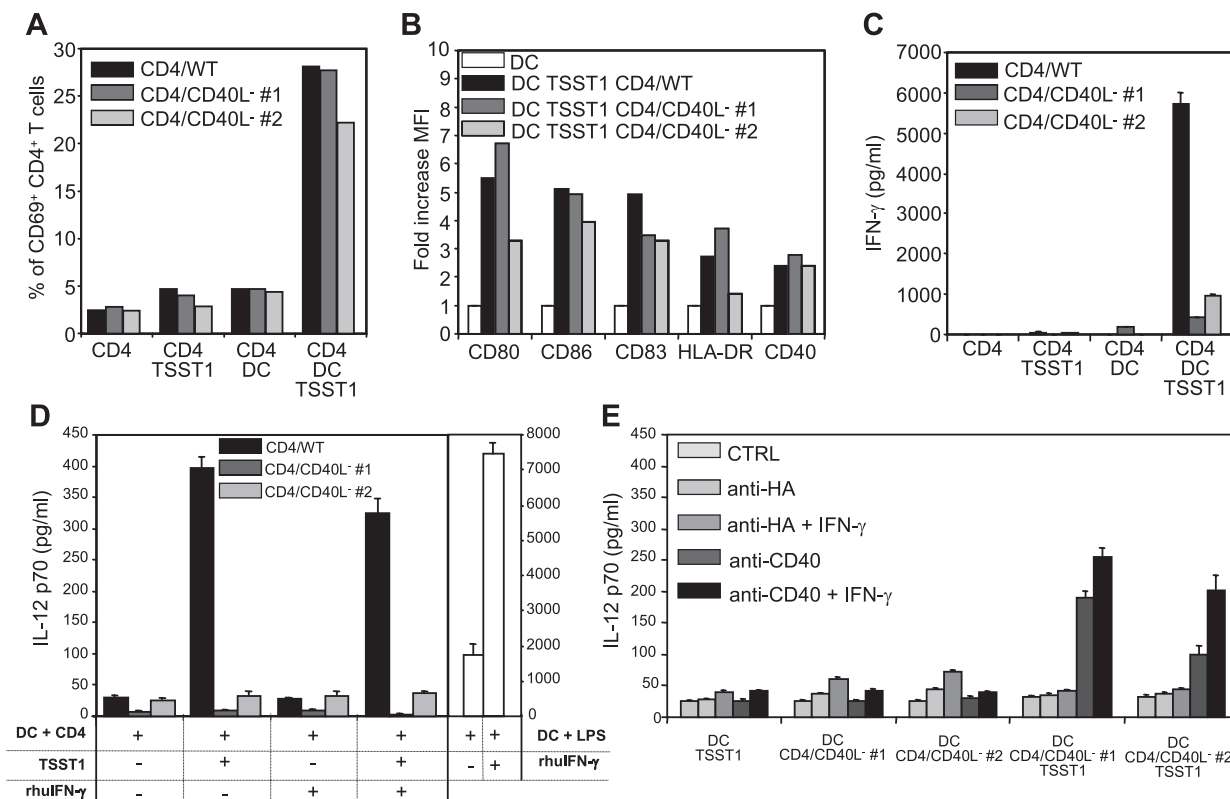 A
% of CD69⁺ CD4⁺ T cells
30
25
20
15
10
5
0
CD4/WT
CD4/CD40L⁻ #1
CD4/CD40L⁻ #2
CD4
CD4
TSST1
CD4
DC
CD4
DC
TSST1
B
Fold increase MFI
10
9
8
7
6
5
4
3
2
1
0
DC
DC TSST1 CD4/WT
DC TSST1 CD4/CD40L⁻ #1
DC TSST1 CD4/CD40L⁻ #2
CD80
CD86
CD83
HLA-DR
CD40
C
IFN-γ (pg/ml)
7000
6000
5000
4000
3000
2000
1000
0
CD4/WT
CD4/CD40L⁻ #1
CD4/CD40L⁻ #2
CD4
CD4
TSST1
CD4
DC
CD4
DC
TSST1
D
IL-12 p70 (pg/ml)
450
400
350
300
250
200
150
100
50
0
CD4/WT
CD4/CD40L⁻ #1
CD4/CD40L⁻ #2
8000
7000
6000
5000
4000
3000
2000
1000
0
DC + CD4 + + + + + + DC + LPS
TSST1 - + - + - + rhuIFN-γ
rhuIFN-γ - - + +
E
IL-12 p70 (pg/ml)
450
400
350
300
250
200
150
100
50
0
CTRL
anti-HA
anti-HA + IFN-γ
anti-CD40
anti-CD40 + IFN-γ
DC
TSST1
DC
CD4/CD40L⁻ #1
DC
CD4/CD40L⁻ #2
DC
CD4/CD40L⁻ #1
TSST1
DC
CD4/CD40L⁻ #2
TSST1